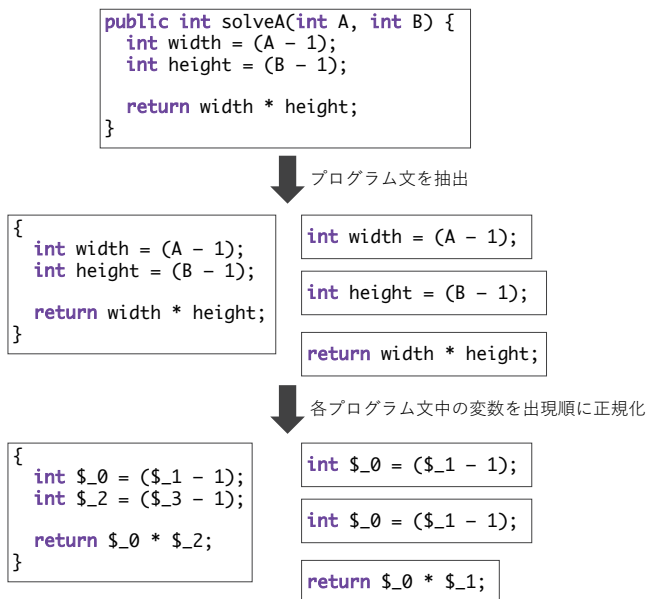 public int solveA(int A, int B) {
int width = (A – 1);
int height = (B – 1);
return width * height;
}
プログラム文を抽出
{
int width = (A – 1);
int height = (B – 1);
return width * height;
}
int width = (A – 1);
int height = (B – 1);
return width * height;
各プログラム文中の変数を出現順に正規化
{
int $_0 = ($_1 – 1);
int $_2 = ($_3 – 1);
return $_0 * $_2;
}
int $_0 = ($_1 – 1);
int $_0 = ($_1 – 1);
return $_0 * $_1;